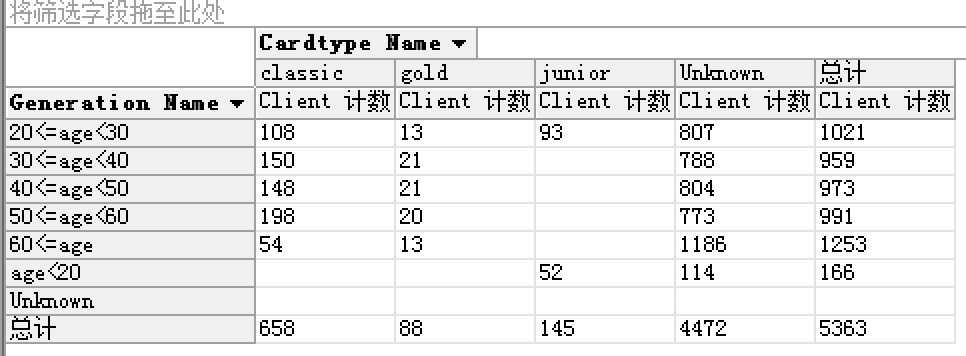 将筛选字段拖至此处
Cardtype Name
classic gold junior Unknown 总计
Generation Name Client 计数 Client 计数 Client 计数 Client 计数 Client 计数
20<=age<30 108 13 93 807 1021
30<=age<40 150 21 788 959
40<=age<50 148 21 804 973
50<=age<60 198 20 773 991
60<=age 54 13 1186 1253
age<20 52 114 166
Unknown
总计 658 88 145 4472 5363